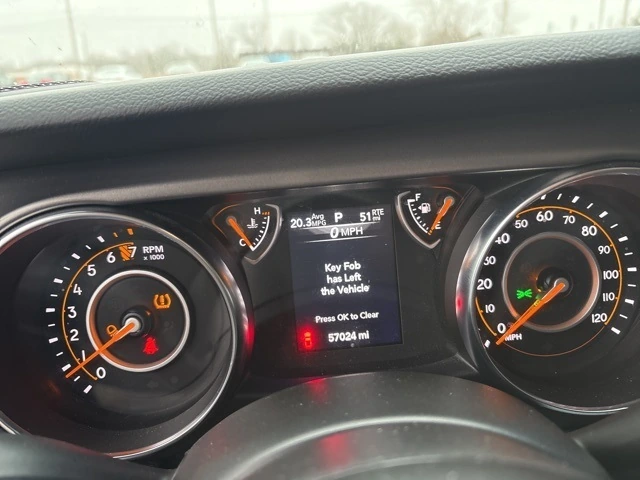 RPM
x 1000
0
1
2
3
4
5
6
7
H
C
20.3 Avg MPG P 51 RTE mi
0 MPH
Key Fob
has Left
the Vehicle
Press OK to Clear
57024 mi
F
E
0
10
20
30
40
50
60
70
80
90
100
110
120
MPH